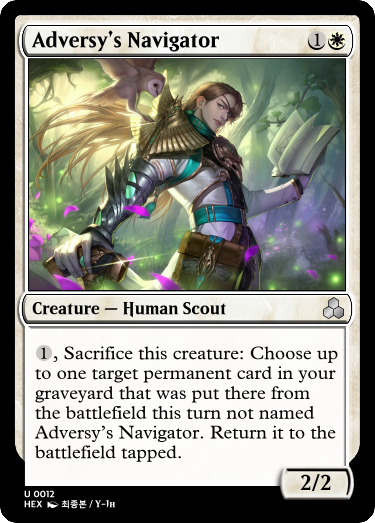 Adversy's Navigator 1
Creature — Human Scout
1, Sacrifice this creature: Choose up
to one target permanent card in your
graveyard that was put there from
the battlefield this turn not named
Adversy's Navigator. Return it to the
battlefield tapped.
2/2
U 0012
HEX 최종본 / Y-Jн